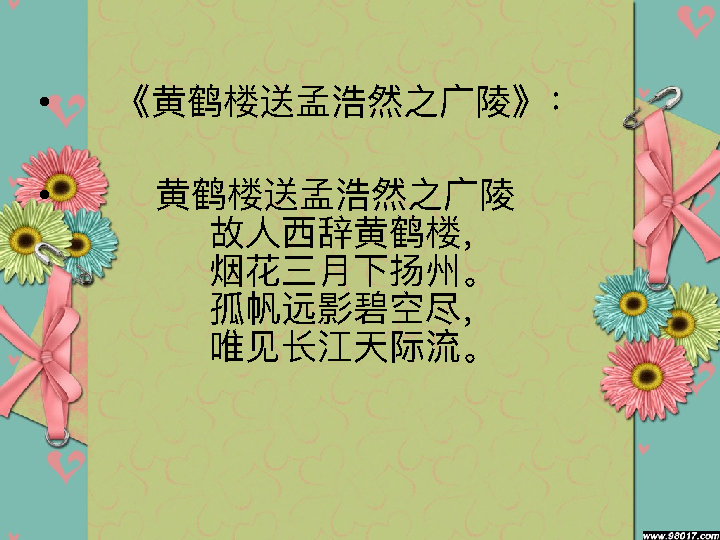 • 《黄鹤楼送孟浩然之广陵》:
• 黄鹤楼送孟浩然之广陵
故人西辞黄鹤楼，
烟花三月下扬州。
孤帆远影碧空尽，
唯见长江天际流。
www.98017.com